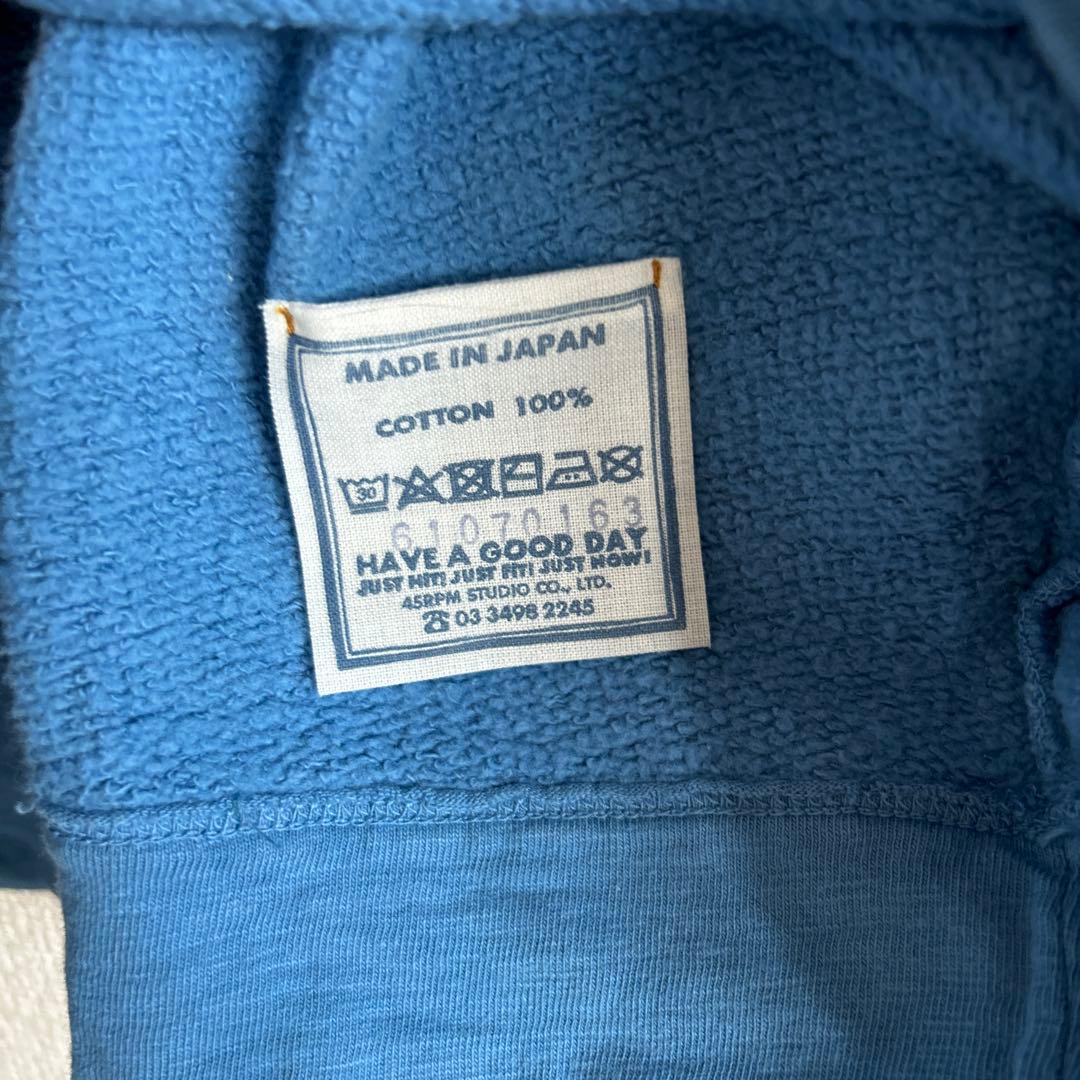 MADE IN JAPAN
COTTON 100%
30
61070163
HAVE A GOOD DAY
JUST HIT! JUST FIT! JUST NOW!
45RPM STUDIO CO., LTD.
☎ 03 3498 2245